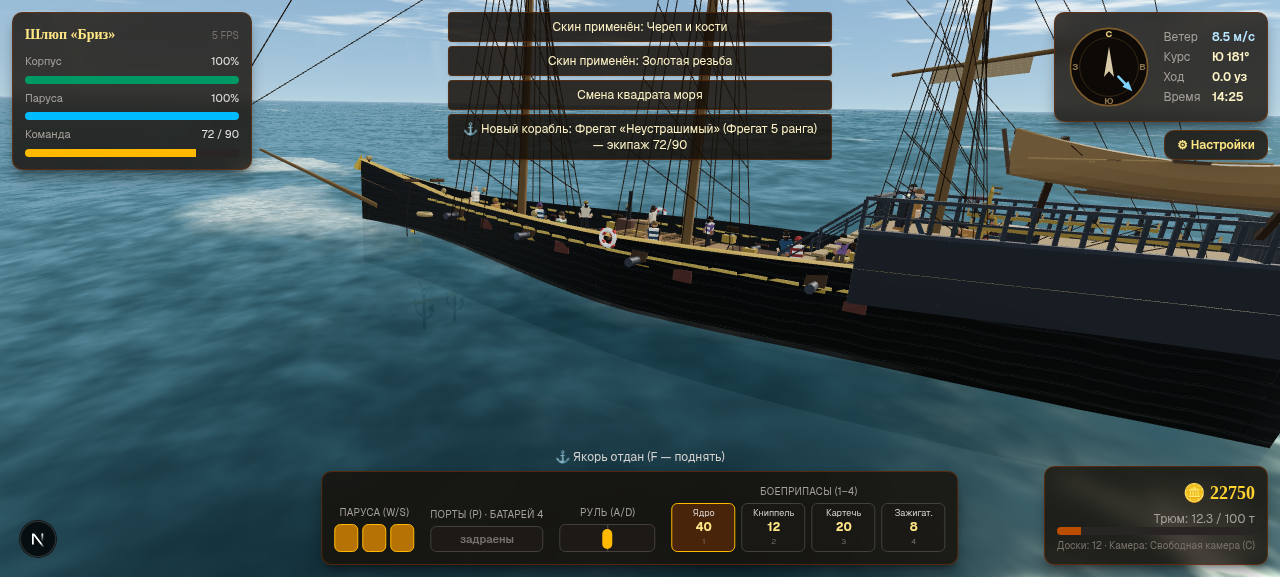 Шлюп «Бриз» 5 FPS
Корпус 100%
Паруса 100%
Команда 72 / 90
Скин применён: Череп и кости
Скин применён: Золотая резьба
Смена квадрата моря
⚓ Новый корабль: Фрегат «Неустрашимый» (Фрегат 5 ранга)
— экипаж 72/90
С
З В
Ю
Ветер 8.5 м/с
Курс Ю 181°
Ход 0.0 уз
Время 14:25
⚙ Настройки
⚓ Якорь отдан (F — поднять)
ПАРУСА (W/S)
ПОРТЫ (P) · БАТАРЕЙ 4
задраены
РУЛЬ (A/D)
БОЕПРИПАСЫ (1–4)
Ядро
40
1
Книппель
12
2
Картечь
20
3
Зажигат.
8
4
🪙 22750
Трюм: 12.3 / 100 т
Доски: 12 · Камера: Свободная камера (C)
N